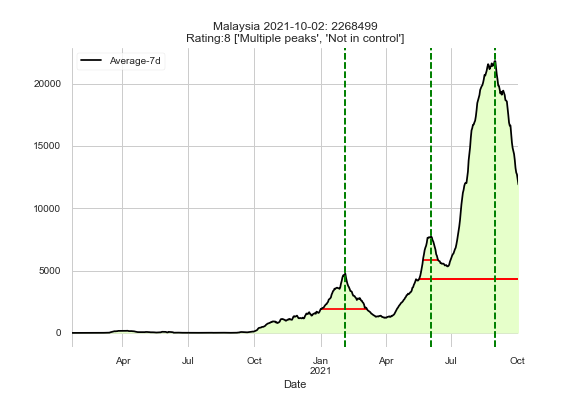 Malaysia 2021-10-02: 2268499
Rating:8 ['Multiple peaks', 'Not in control']
Average-7d
20000
15000
10000
5000
0
Apr Jul Oct Jan Apr Jul Oct
2021
Date